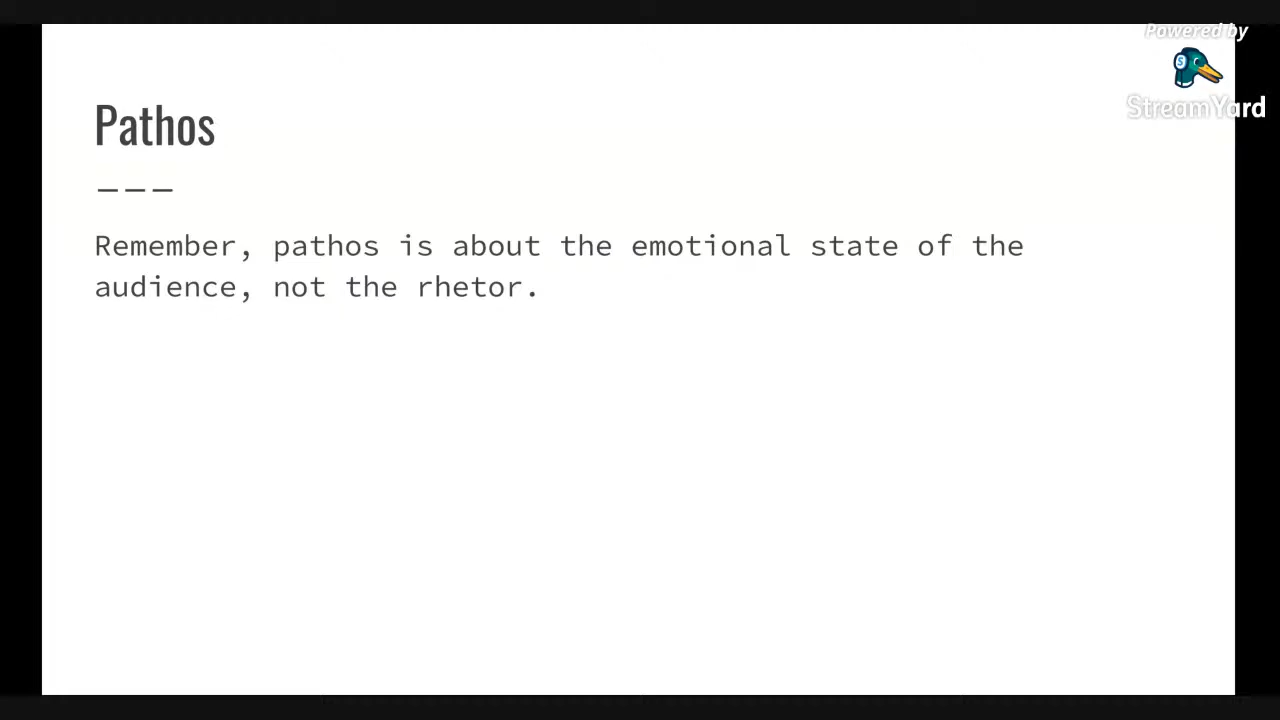 Powered by
StreamYard
Pathos
Remember, pathos is about the emotional state of the
audience, not the rhetor.